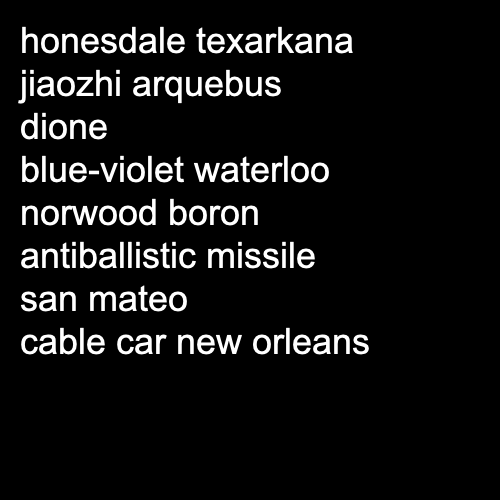 honesdale texarkana
jiaozhi arquebus
dione
blue-violet waterloo
norwood boron
antiballistic missile
san mateo
cable car new orleans